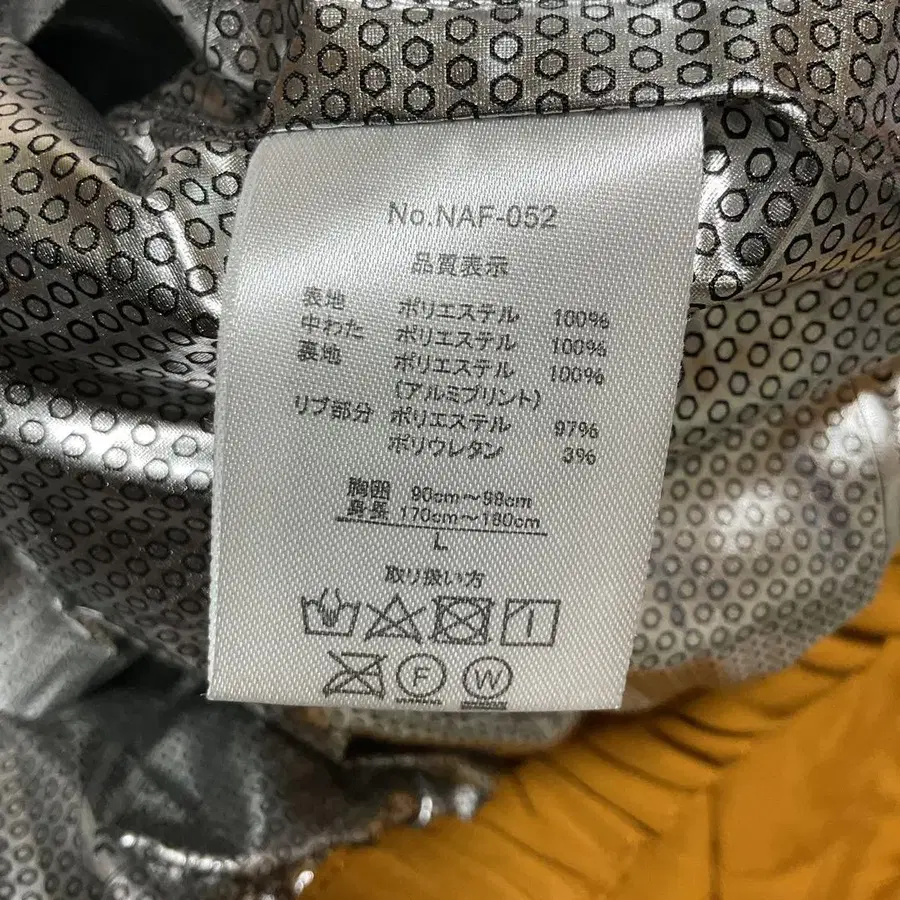 No.NAF-052
品質表示
表地 ポリエステル 100%
中わた ポリエステル 100%
裏地 ポリエステル 100%
(アルミプリント)
リブ部分 ポリエステル 97%
ポリウレタン 3%
胸囲 90cm～98cm
身長 170cm～180cm
L
取り扱い方
F
W